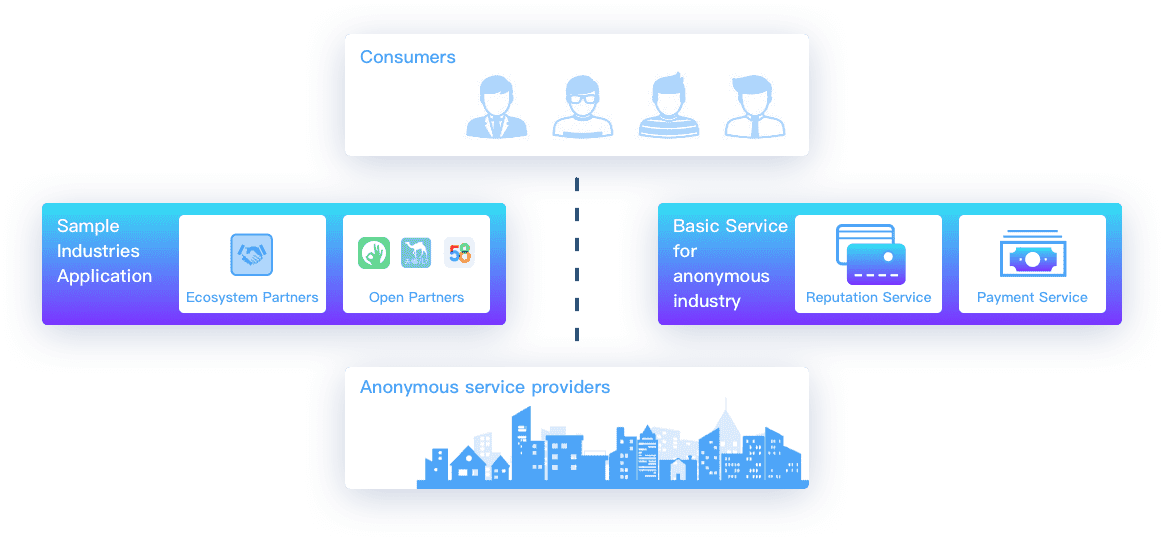 Consumers
Sample
Industries
Application
Ecosystem Partners
58
Open Partners
Basic Service
for
anonymous
industry
Reputation Service
Payment Service
Anonymous service providers